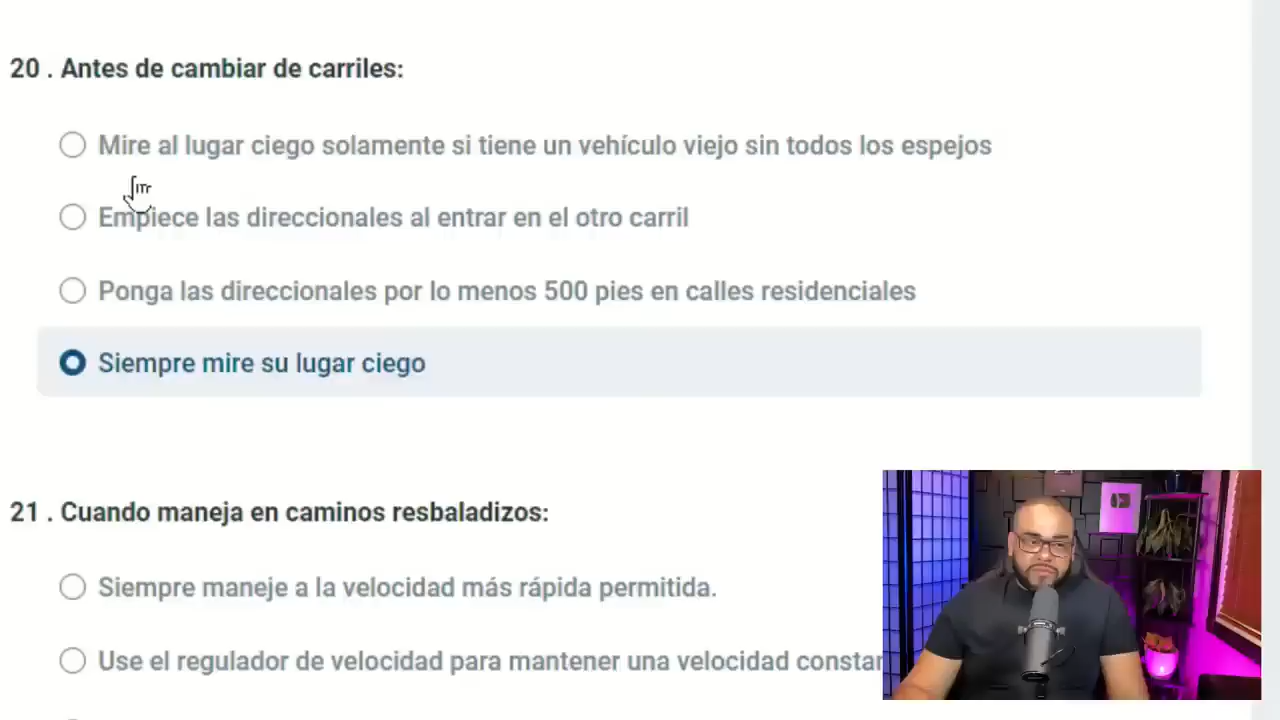 20 . Antes de cambiar de carriles:
Mire al lugar ciego solamente si tiene un vehículo viejo sin todos los espejos
Empiece las direccionales al entrar en el otro carril
Ponga las direccionales por lo menos 500 pies en calles residenciales
Siempre mire su lugar ciego
21 . Cuando maneja en caminos resbaladizos:
Siempre maneje a la velocidad más rápida permitida.
Use el regulador de velocidad para mantener una velocidad constan